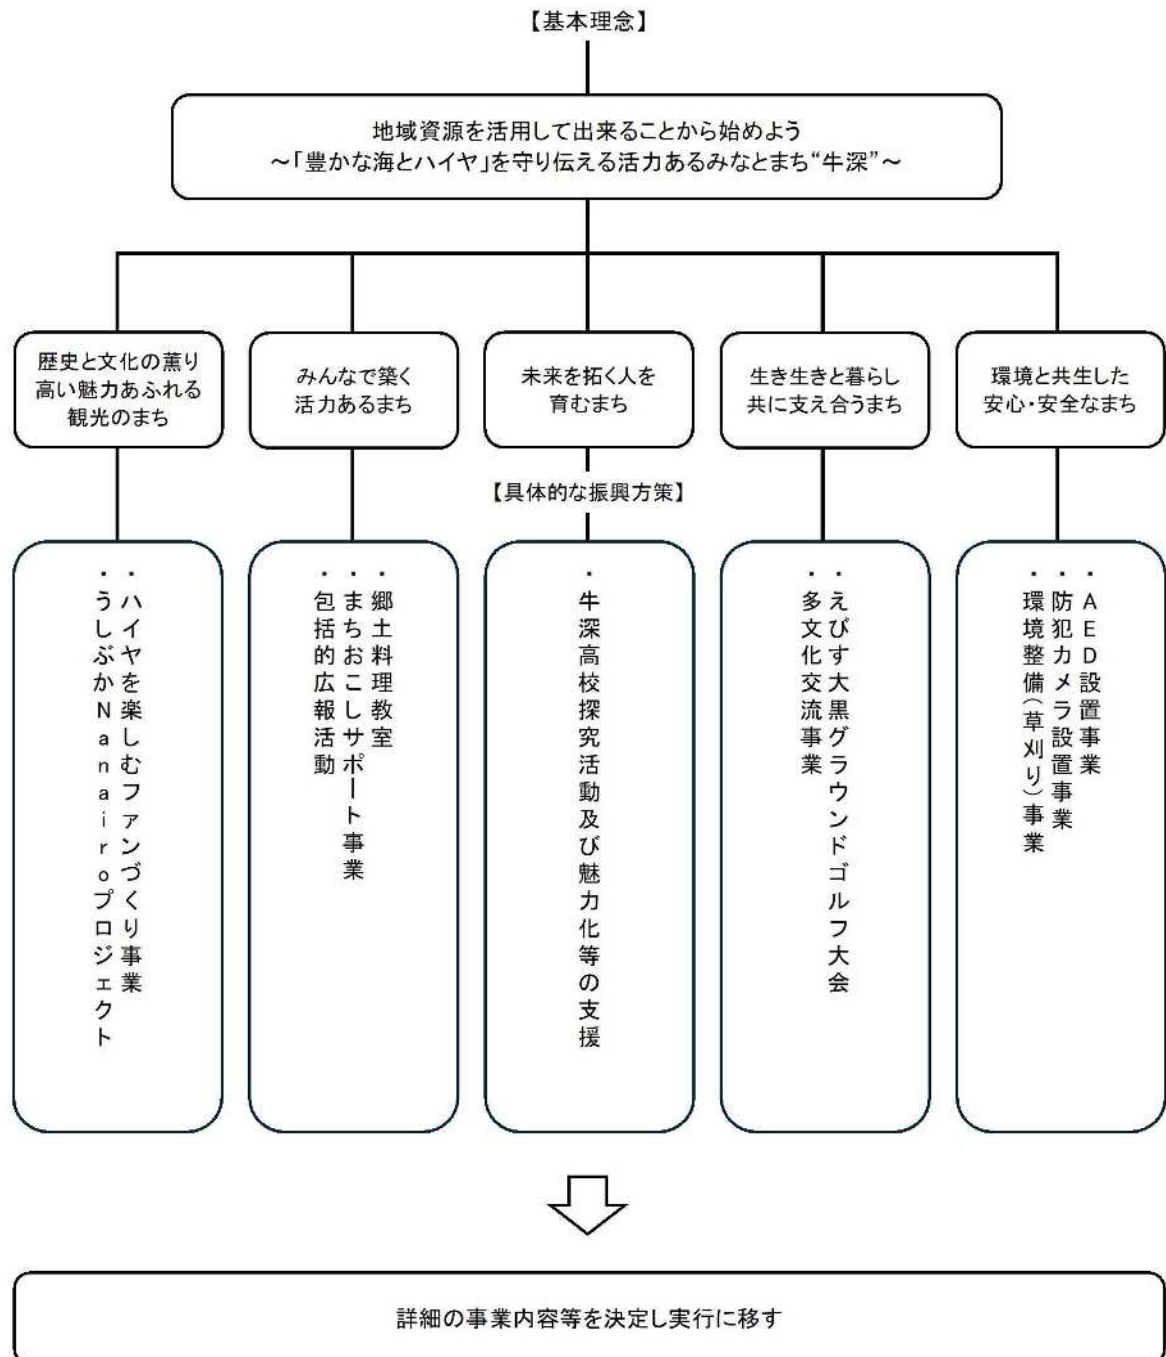 【基本理念】
地域資源を活用して出来ることから始めよう
～「豊かな海とハイヤ」を守り伝える活力あるみなとまち“牛深”～
歴史と文化の薫り
高い魅力あふれる
観光のまち
みんなで築く
活力あるまち
未来を拓く人を
育むまち
生き生きと暮らし
共に支え合うまち
環境と共生した
安心・安全なまち
【具体的な振興方策】
・ハイヤを楽しむファンづくり事業
・うしぶかNanairoプロジェクト
・郷土料理教室
・まちおこしサポート事業
・包括的広報活動
・牛深高校探究活動及び魅力化等の支援
・えびす大黒グラウンドゴルフ大会
・多文化交流事業
・AED設置事業
・防犯カメラ設置事業
・環境整備（草刈り）事業
詳細の事業内容等を決定し実行に移す